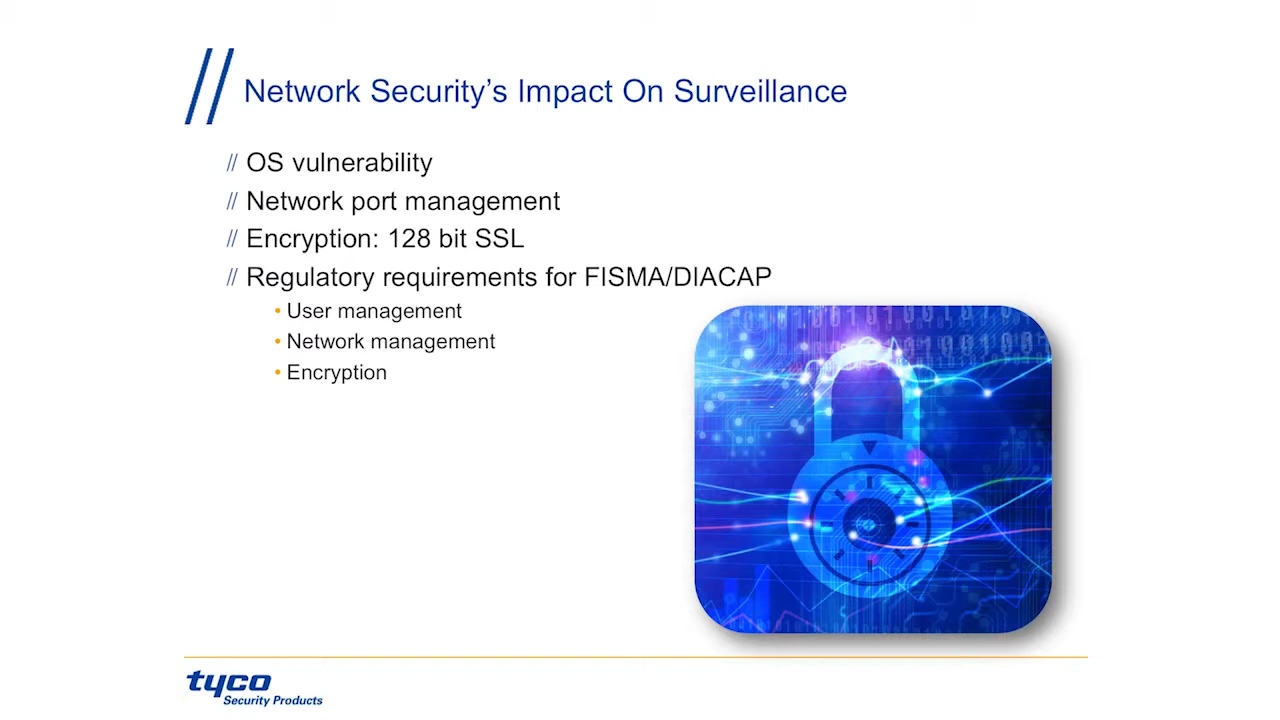 Network Security’s Impact On Surveillance
// OS vulnerability
// Network port management
// Encryption: 128 bit SSL
// Regulatory requirements for FISMA/DIACAP
• User management
• Network management
• Encryption
tyco
Security Products